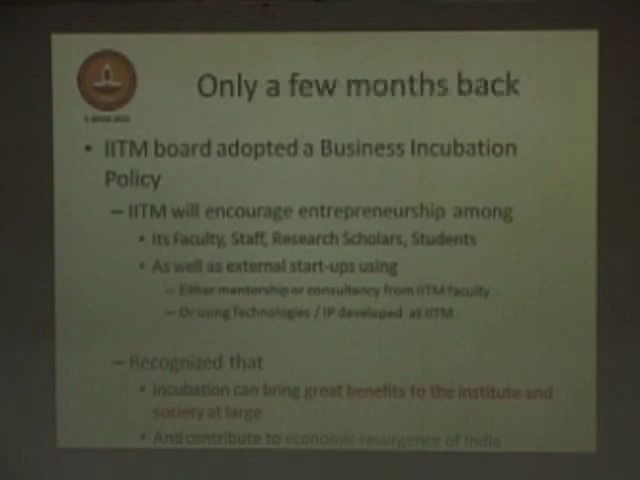 Only a few months back
• IITM board adopted a Business Incubation
Policy
– IITM will encourage entrepreneurship among
• Its Faculty, Staff, Research Scholars, Students
• As well as external start-ups using
– Either mentorship or consultancy from IITM faculty
– Or using Technologies / IP developed at IITM
– Recognized that
• Incubation can bring great benefits to the institute and
society at large
• And contribute to economic resurgence of India